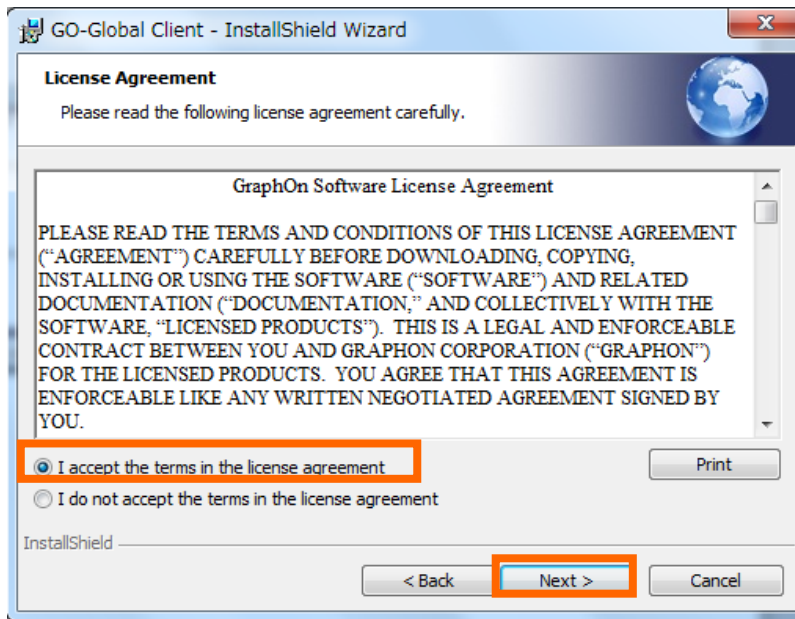 GO-Global Client - InstallShield Wizard
License Agreement
Please read the following license agreement carefully.
GraphOn Software License Agreement
PLEASE READ THE TERMS AND CONDITIONS OF THIS LICENSE AGREEMENT
(“AGREEMENT”) CAREFULLY BEFORE DOWNLOADING, COPYING,
INSTALLING OR USING THE SOFTWARE (“SOFTWARE”) AND RELATED
DOCUMENTATION (“DOCUMENTATION,” AND COLLECTIVELY WITH THE
SOFTWARE, “LICENSED PRODUCTS”).  THIS IS A LEGAL AND ENFORCEABLE
CONTRACT BETWEEN YOU AND GRAPHON CORPORATION (“GRAPHON”)
FOR THE LICENSED PRODUCTS.  YOU AGREE THAT THIS AGREEMENT IS
ENFORCEABLE LIKE ANY WRITTEN NEGOTIATED AGREEMENT SIGNED BY
YOU.
I accept the terms in the license agreement
Print
I do not accept the terms in the license agreement
InstallShield
< Back
Next >
Cancel